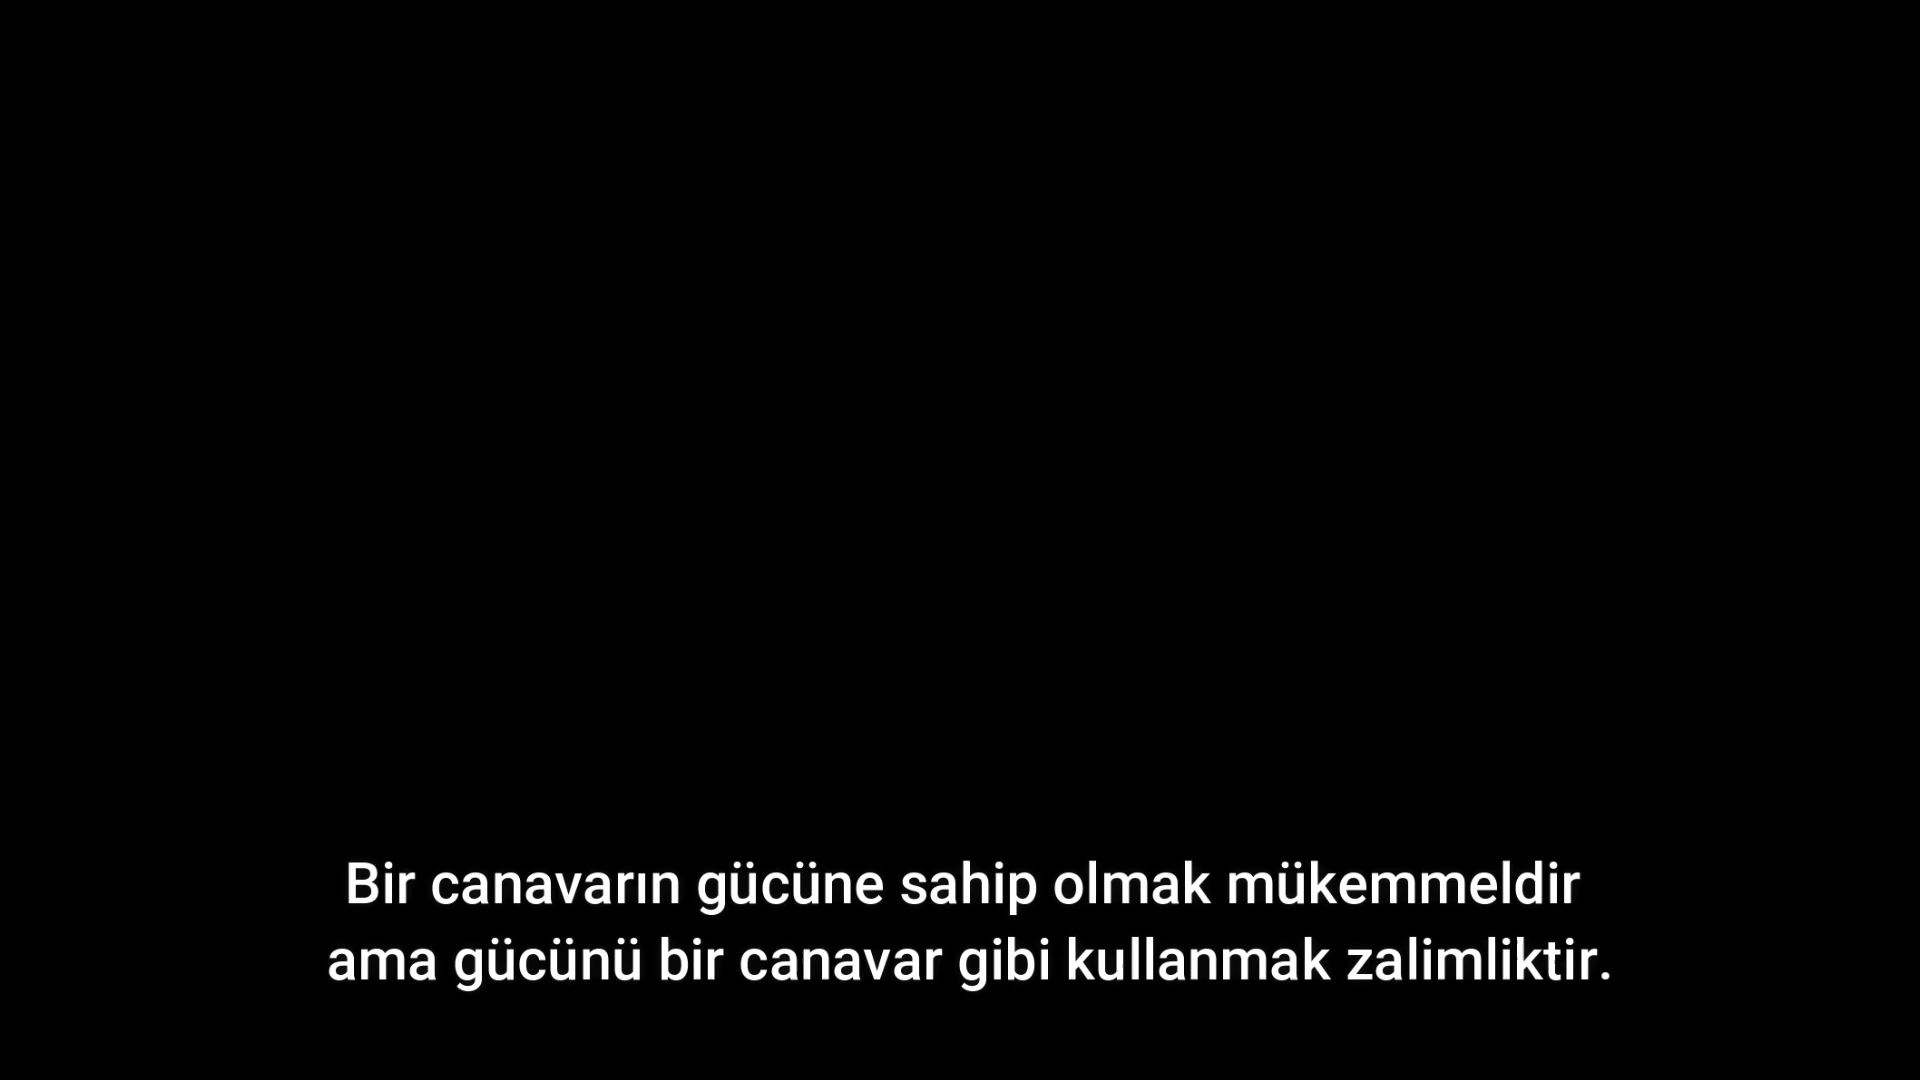 Bir canavarın gücüne sahip olmak mükemmeldir
ama gücünü bir canavar gibi kullanmak zalimliktir.